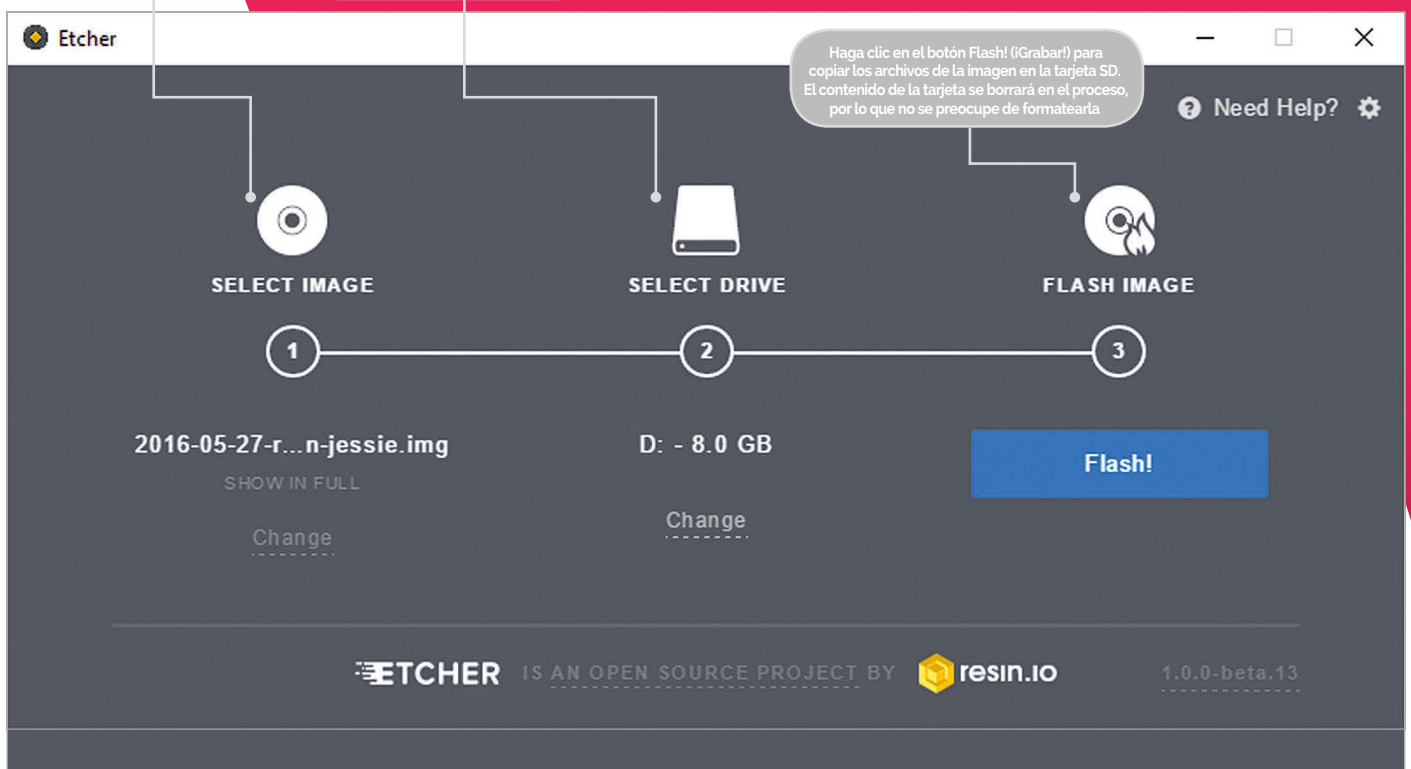 Etcher
Haga clic en el botón Flash! (¡Grabar!) para
copiar los archivos de la imagen en la tarjeta SD.
El contenido de la tarjeta se borrará en el proceso,
por lo que no se preocupe de formatearla
Need Help?
SELECT IMAGE
SELECT DRIVE
FLASH IMAGE
1
2
3
2016-05-27-r...n-jessie.img
D: - 8.0 GB
Flash!
SHOW IN FULL
Change
Change
ETCHER IS AN OPEN SOURCE PROJECT BY resin.io 1.0.0-beta.13